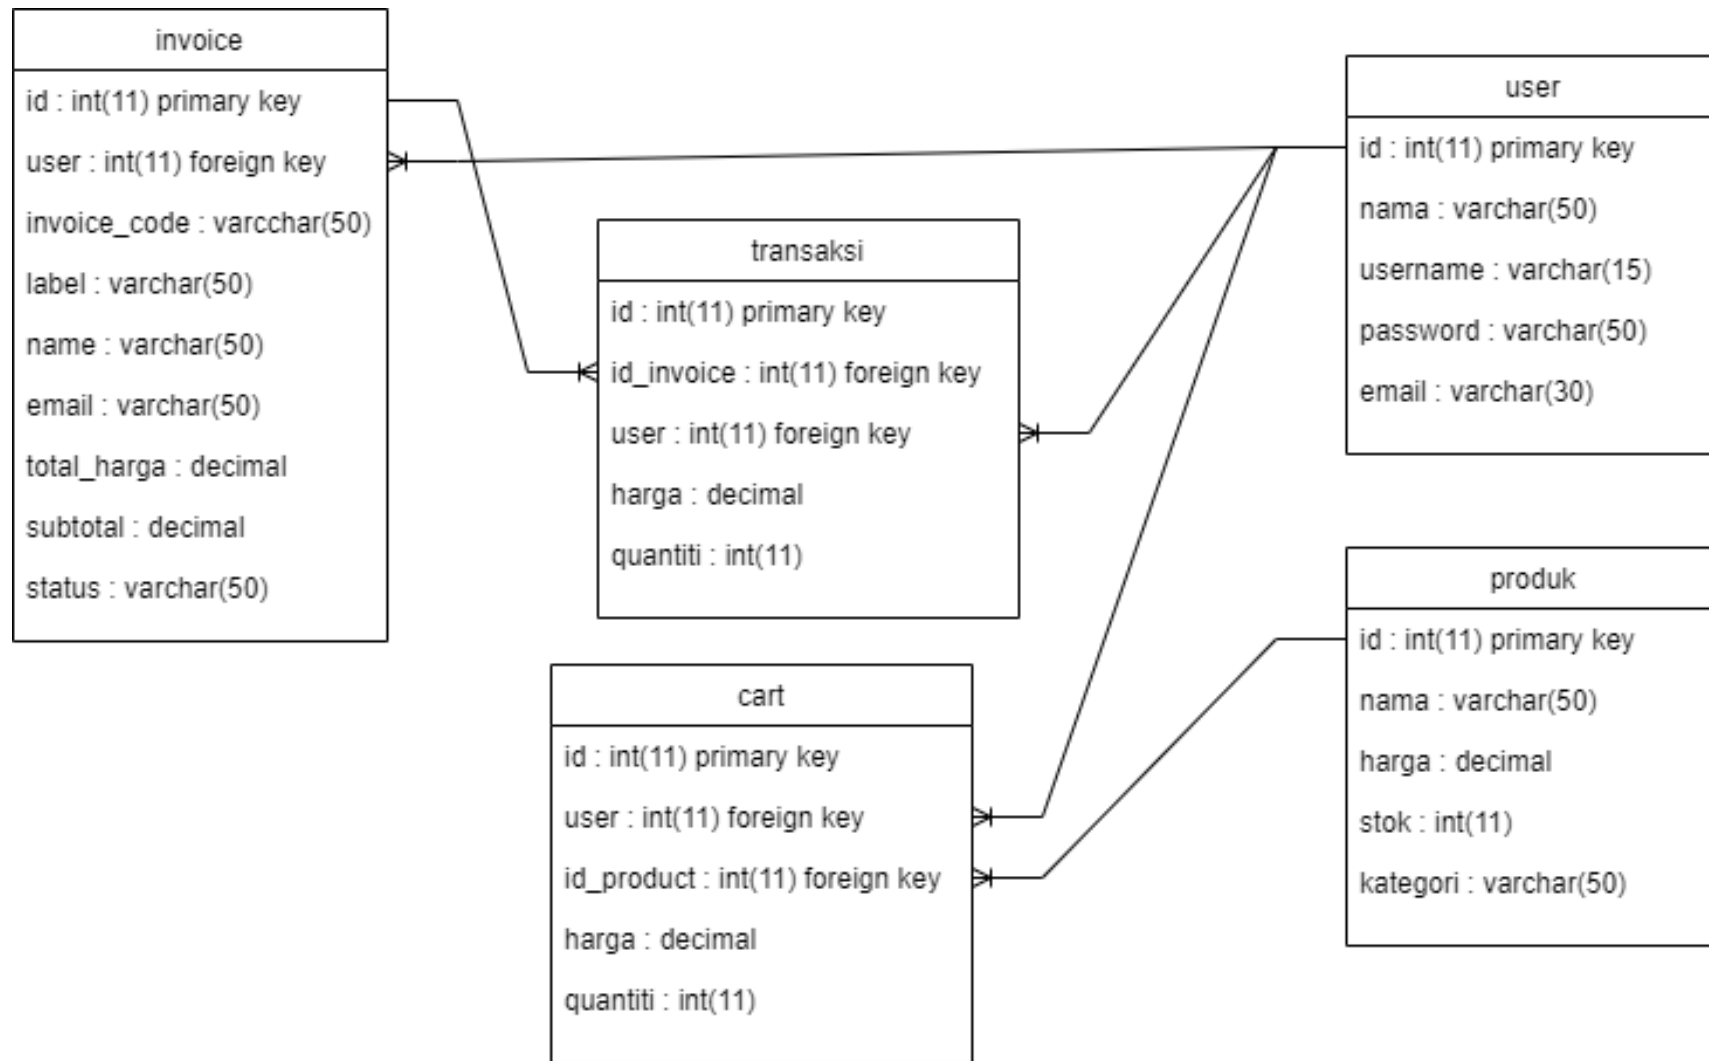 invoice
id : int(11) primary key
user : int(11) foreign key
invoice_code : varcchar(50)
label : varchar(50)
name : varchar(50)
email : varchar(50)
total_harga : decimal
subtotal : decimal
status : varchar(50)
transaksi
id : int(11) primary key
id_invoice : int(11) foreign key
user : int(11) foreign key
harga : decimal
quantiti : int(11)
cart
id : int(11) primary key
user : int(11) foreign key
id_product : int(11) foreign key
harga : decimal
quantiti : int(11)
user
id : int(11) primary key
nama : varchar(50)
username : varchar(15)
password : varchar(50)
email : varchar(30)
produk
id : int(11) primary key
nama : varchar(50)
harga : decimal
stok : int(11)
kategori : varchar(50)